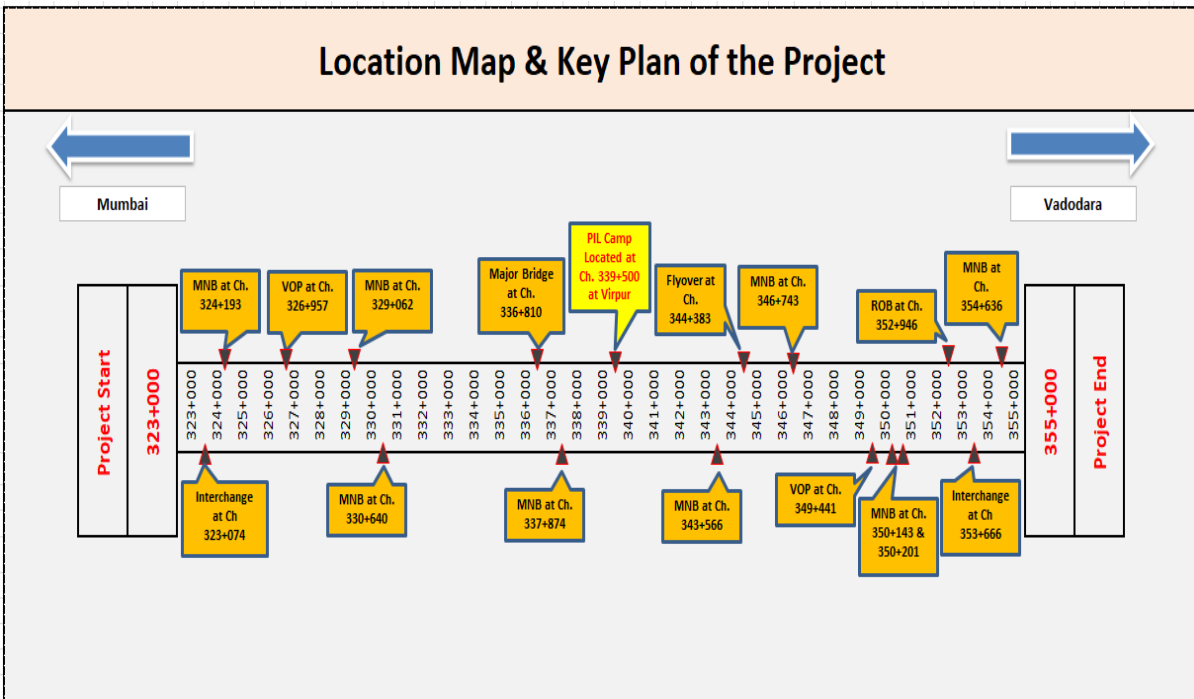 Location Map & Key Plan of the Project
Mumbai
Vadodara
MNB at Ch.
324+193
VOP at Ch.
326+957
MNB at Ch.
329+062
Major Bridge
at Ch.
336+810
PIL Camp
Located at
Ch. 339+500
at Virpur
Flyover at
Ch.
344+383
MNB at Ch.
346+743
ROB at Ch.
352+946
MNB at
Ch.
354+636
Project Start
323+000
323+000
324+000
325+000
326+000
327+000
328+000
329+000
330+000
331+000
332+000
333+000
334+000
335+000
336+000
337+000
338+000
339+000
340+000
341+000
342+000
343+000
344+000
345+000
346+000
347+000
348+000
349+000
350+000
351+000
352+000
353+000
354+000
355+000
355+000
Project End
Interchange
at Ch
323+074
MNB at Ch.
330+640
MNB at Ch.
337+874
MNB at Ch.
343+566
VOP at Ch.
349+441
MNB at Ch.
350+143 &
350+201
Interchange
at Ch
353+666